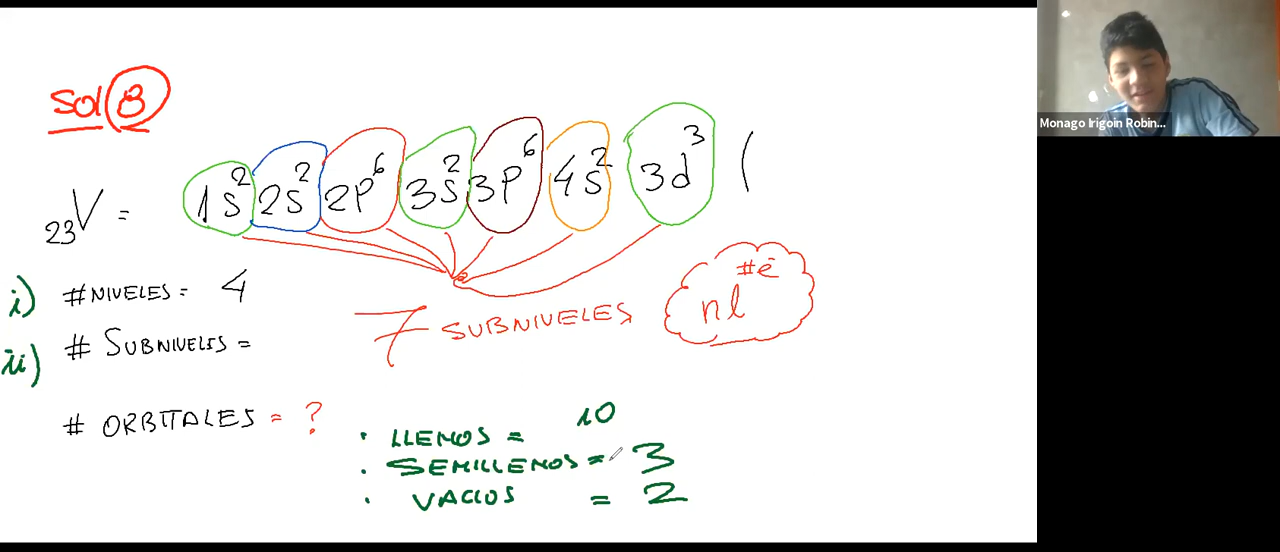 Sol 8
Monago Irigoin Robin...
₂₃V = 1s² 2s² 2p⁶ 3s² 3p⁶ 4s² 3d³ (
i) #NIVELES = 4
7 SUBNIVELES
nl^#ē
ii) # SUBNIVELES =
# ORBITALES = ?
· LLENOS = 10
· SEMILLENOS = 3
· VACIOS = 2